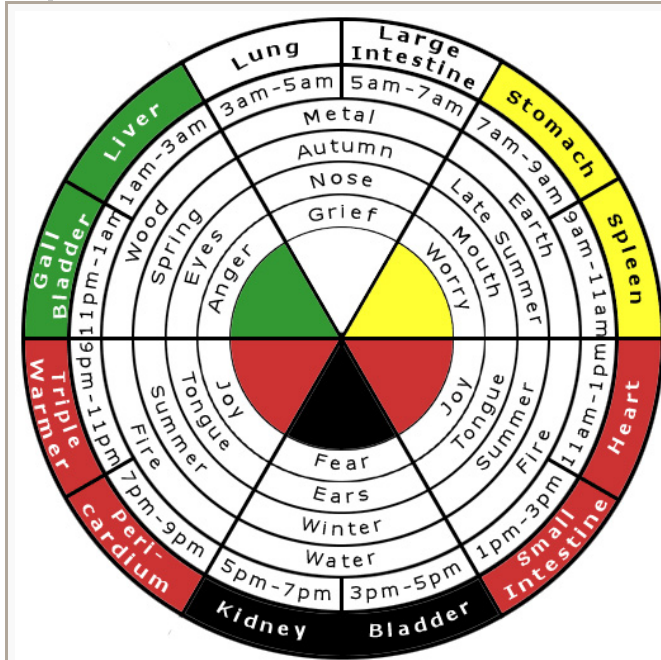 Lung
Large
Intestine
Stomach
Spleen
Heart
Small
Intestine
Bladder
Kidney
Peri-
cardium
Triple
Warmer
Gall
Bladder
Liver
3am-5am
5am-7am
7am-9am
9am-11am
11am-1pm
1pm-3pm
3pm-5pm
5pm-7pm
7pm-9pm
9pm-11pm
11pm-1am
1am-3am
Metal
Autumn
Nose
Grief
Earth
Late Summer
Mouth
Worry
Fire
Summer
Tongue
Joy
Fear
Ears
Winter
Water
Fire
Summer
Tongue
Joy
Wood
Spring
Eyes
Anger